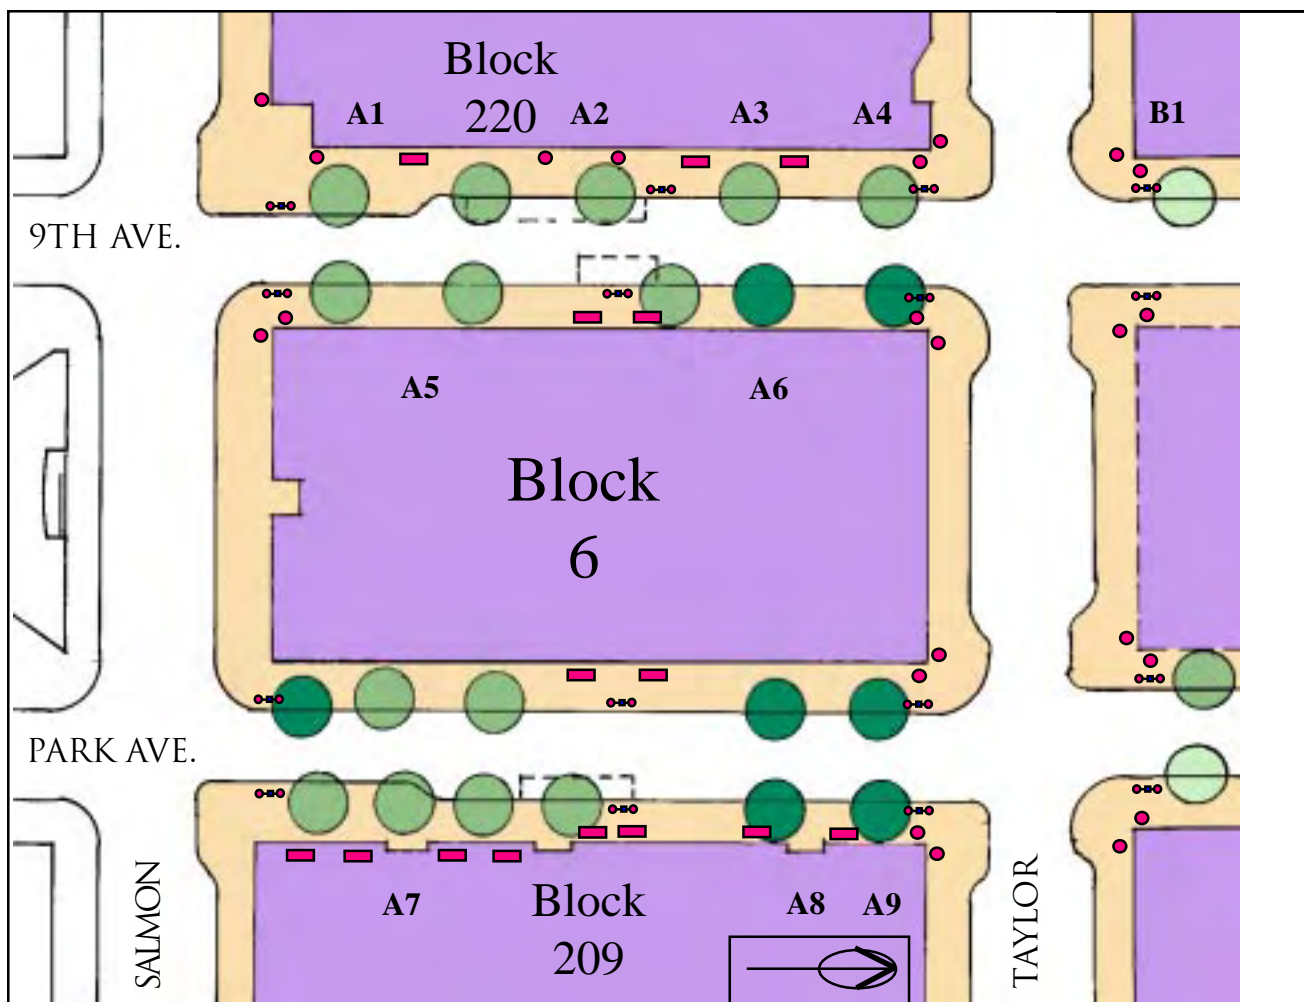 Block
220
A1
A2
A3
A4
B1
9TH AVE.
A5
A6
Block
6
PARK AVE.
SALMON
A7
Block
209
A8
A9
TAYLOR